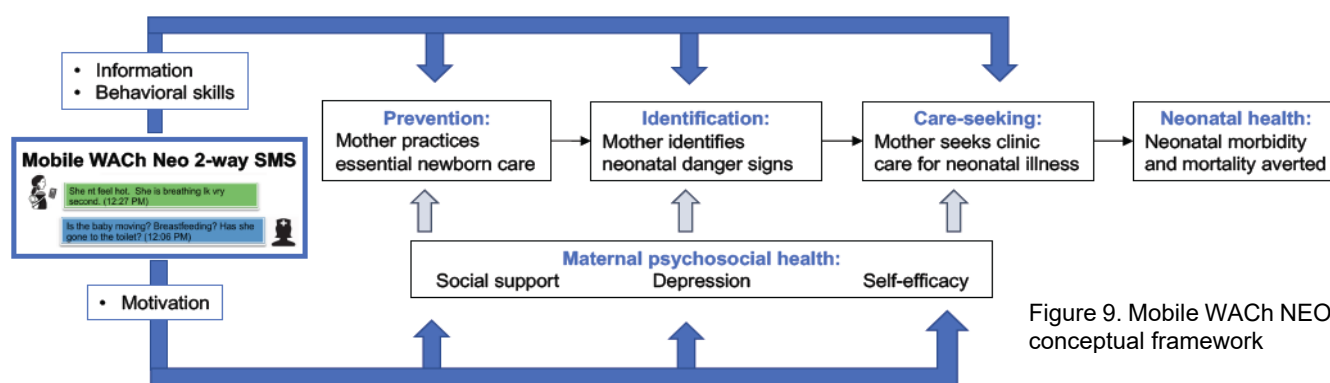 • Information
• Behavioral skills
Mobile WACh Neo 2-way SMS
She nt feel hot. She is breathing lk vry
second. (12:27 PM)
Is the baby moving? Breastfeeding? Has she
gone to the toilet? (12:06 PM)
• Motivation
Prevention:
Mother practices
essential newborn care
Identification:
Mother identifies
neonatal danger signs
Care-seeking:
Mother seeks clinic
care for neonatal illness
Neonatal health:
Neonatal morbidity
and mortality averted
Maternal psychosocial health:
Social support Depression Self-efficacy
Figure 9. Mobile WACh NEO
conceptual framework